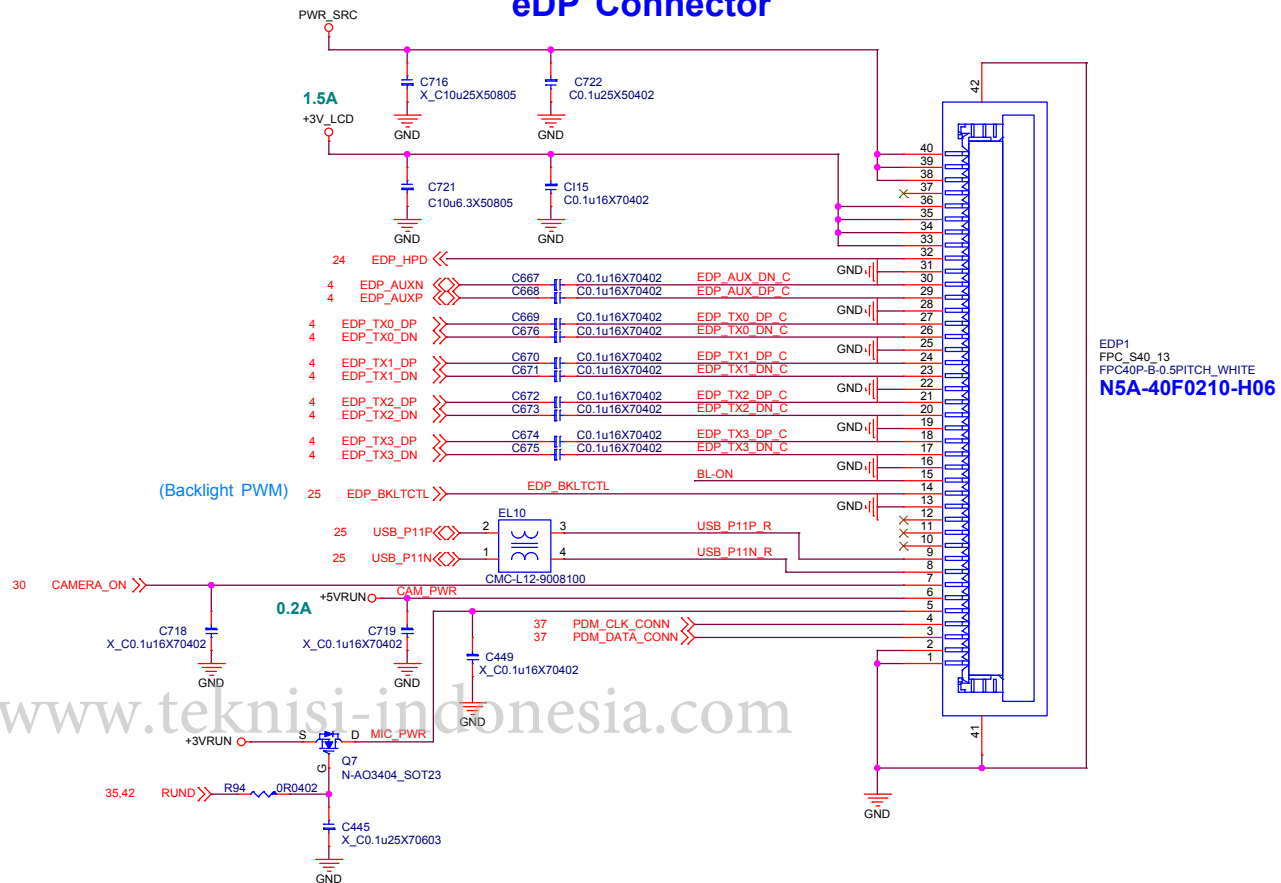 eDP Connector
PWR_SRC
C716
X_C10u25X50805
C722
C0.1u25X50402
GND
GND
1.5A
+3V_LCD
C721
C10u6.3X50805
CI15
C0.1u16X70402
GND
GND
42
40
39
38
37
36
35
34
33
32
31
30
29
28
27
26
25
24
23
22
21
20
19
18
17
16
15
14
13
12
11
10
9
8
7
6
5
4
3
2
1
41
24 EDP_HPD
GND
4 EDP_AUXN C667 C0.1u16X70402 EDP_AUX_DN_C
4 EDP_AUXP C668 C0.1u16X70402 EDP_AUX_DP_C
GND
4 EDP_TX0_DP C669 C0.1u16X70402 EDP_TX0_DP_C
4 EDP_TX0_DN C676 C0.1u16X70402 EDP_TX0_DN_C
GND
4 EDP_TX1_DP C670 C0.1u16X70402 EDP_TX1_DP_C
4 EDP_TX1_DN C671 C0.1u16X70402 EDP_TX1_DN_C
GND
4 EDP_TX2_DP C672 C0.1u16X70402 EDP_TX2_DP_C
4 EDP_TX2_DN C673 C0.1u16X70402 EDP_TX2_DN_C
GND
4 EDP_TX3_DP C674 C0.1u16X70402 EDP_TX3_DP_C
4 EDP_TX3_DN C675 C0.1u16X70402 EDP_TX3_DN_C
GND
BL-ON
(Backlight PWM) 25 EDP_BKLTCTL EDP_BKLTCTL
GND
EDP1
FPC_S40_13
FPC40P-B-0.5PITCH_WHITE
N5A-40F0210-H06
EL10
25 USB_P11P 2 3 USB_P11P_R
25 USB_P11N 1 4 USB_P11N_R
CMC-L12-9008100
30 CAMERA_ON
0.2A
+5VRUN CAM_PWR
C718
X_C0.1u16X70402
GND
C719
X_C0.1u16X70402
GND
37 PDM_CLK_CONN
37 PDM_DATA_CONN
C449
X_C0.1u16X70402
GND
www.teknisi-indonesia.com
+3VRUN S D MIC_PWR
G
Q7
N-AO3404_SOT23
35,42 RUND R94 0R0402
C445
X_C0.1u25X70603
GND
GND